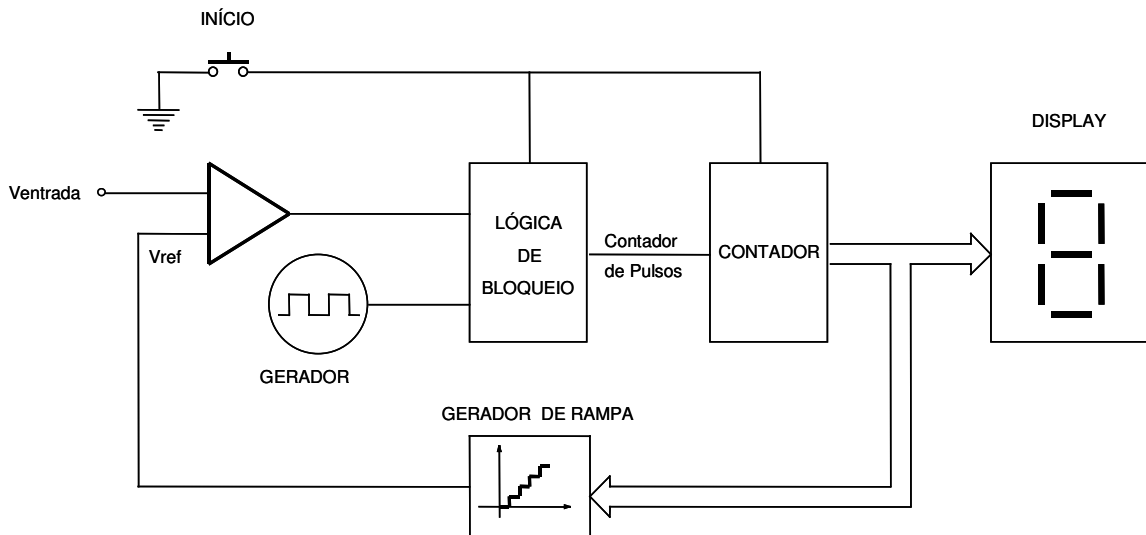 INÍCIO
DISPLAY
Ventrada
Vref
LÓGICA
DE
BLOQUEIO
Contador
de Pulsos
CONTADOR
GERADOR
GERADOR DE RAMPA